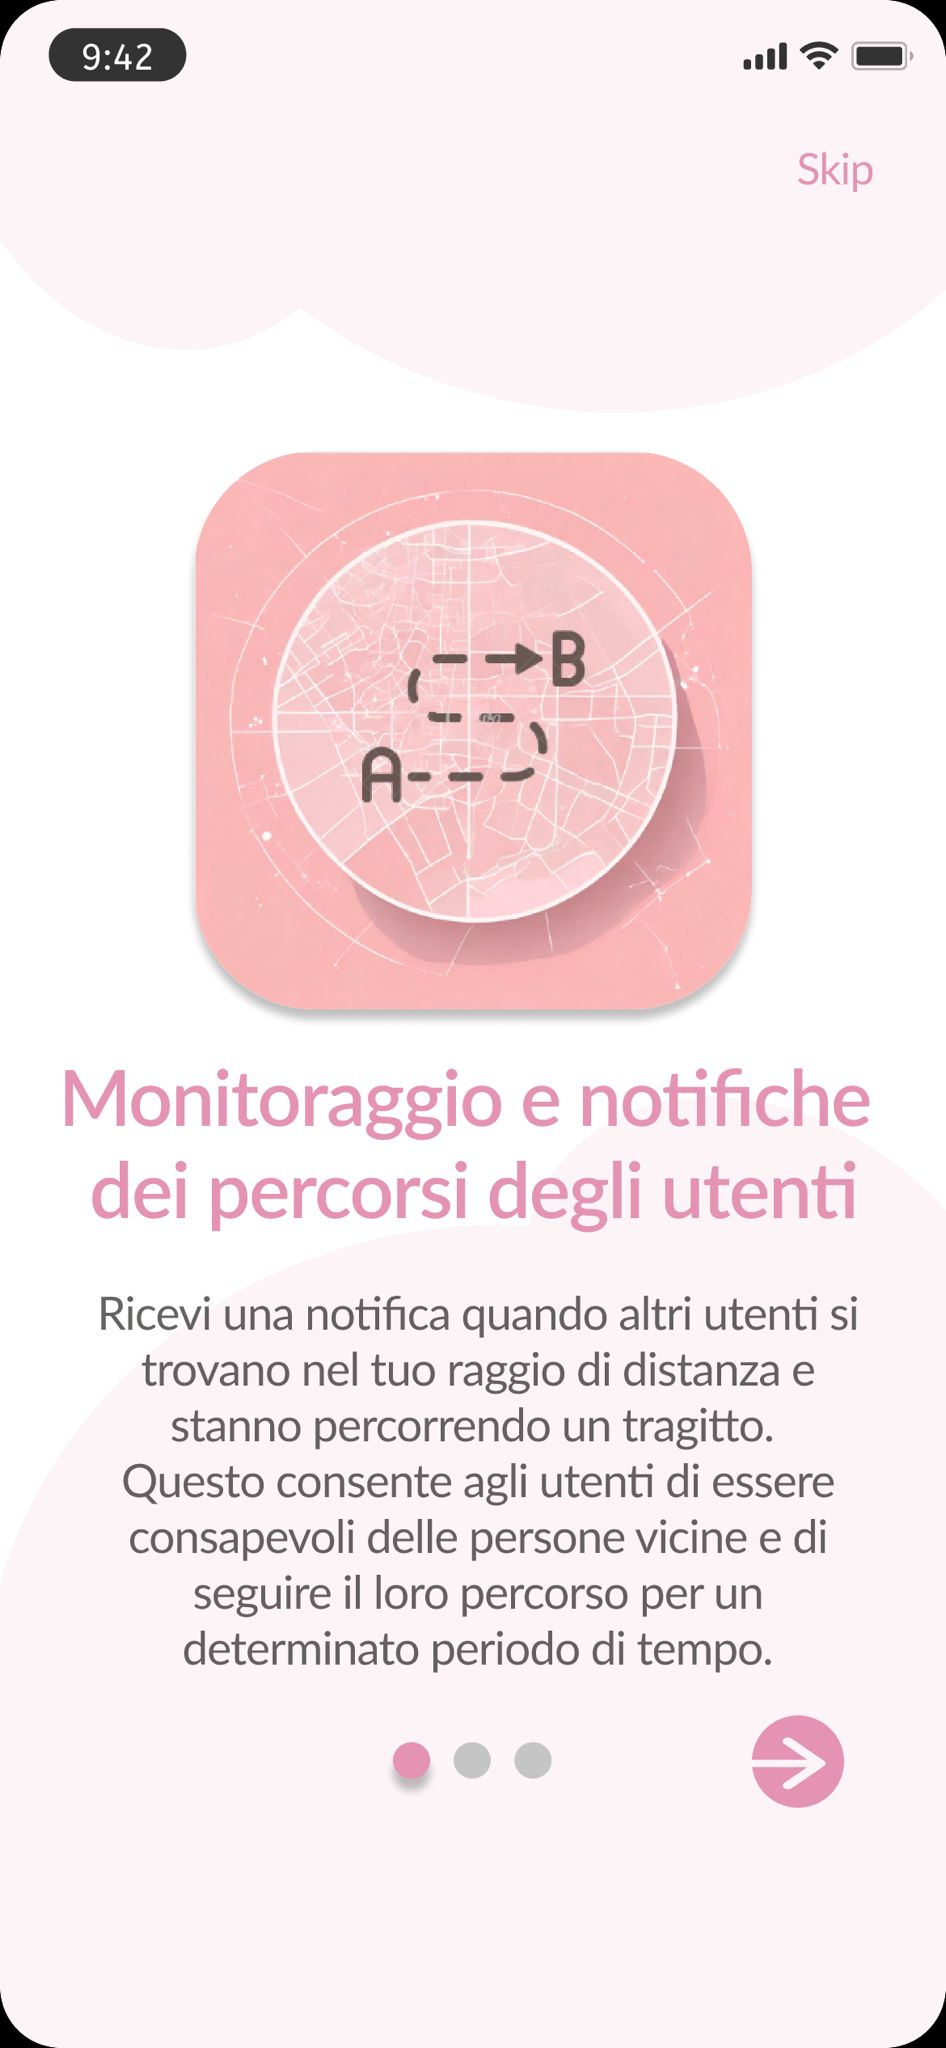 9:42
Skip
B
A
Monitoraggio e notifiche
dei percorsi degli utenti
Ricevi una notifica quando altri utenti si
trovano nel tuo raggio di distanza e
stanno percorrendo un tragitto.
Questo consente agli utenti di essere
consapevoli delle persone vicine e di
seguire il loro percorso per un
determinato periodo di tempo.